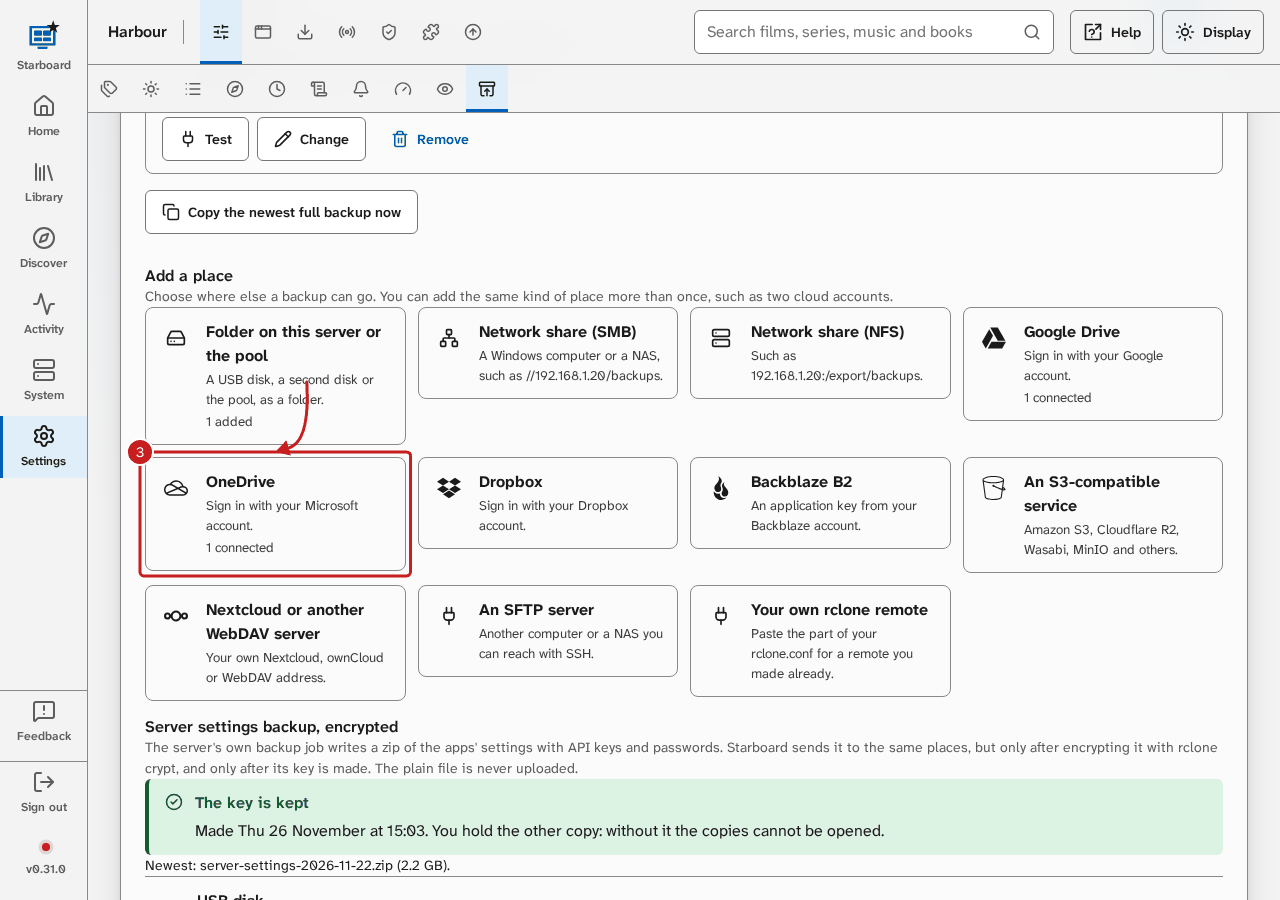 Starboard
Home
Library
Discover
Activity
System
Settings
Feedback
Sign out
v0.31.0
Harbour
Search films, series, music and books
Help
Display
Test
Change
Remove
Copy the newest full backup now
Add a place
Choose where else a backup can go. You can add the same kind of place more than once, such as two cloud accounts.
Folder on this server or
the pool
A USB disk, a second disk or
the pool, as a folder.
1 added
Network share (SMB)
A Windows computer or a NAS,
such as //192.168.1.20/backups.
Network share (NFS)
Such as
192.168.1.20:/export/backups.
Google Drive
Sign in with your Google
account.
1 connected
3
OneDrive
Sign in with your Microsoft
account.
1 connected
Dropbox
Sign in with your Dropbox
account.
Backblaze B2
An application key from your
Backblaze account.
An S3-compatible
service
Amazon S3, Cloudflare R2,
Wasabi, MinIO and others.
Nextcloud or another
WebDAV server
Your own Nextcloud, ownCloud
or WebDAV address.
An SFTP server
Another computer or a NAS you
can reach with SSH.
Your own rclone remote
Paste the part of your
rclone.conf for a remote you
made already.
Server settings backup, encrypted
The server's own backup job writes a zip of the apps' settings with API keys and passwords. Starboard sends it to the same places, but only after encrypting it with rclone
crypt, and only after its key is made. The plain file is never uploaded.
The key is kept
Made Thu 26 November at 15:03. You hold the other copy: without it the copies cannot be opened.
Newest: server-settings-2026-11-22.zip (2.2 GB).
USB disk